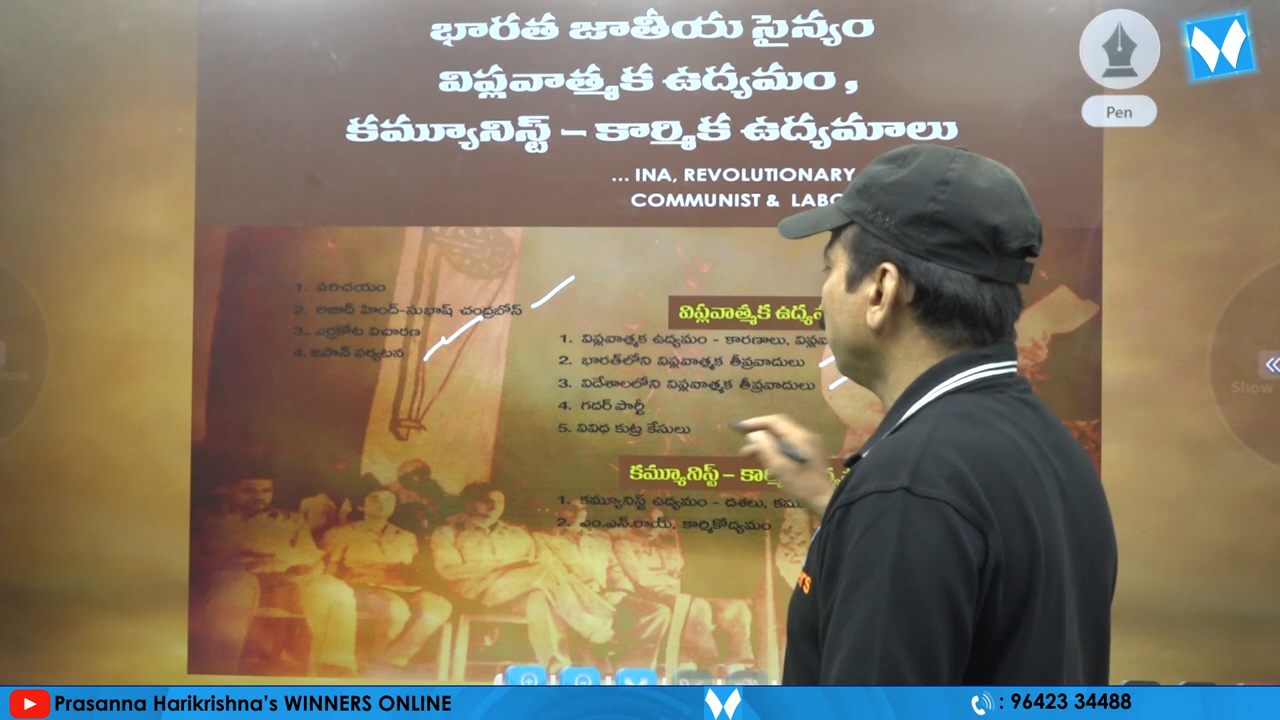 భారత జాతీయ సైన్యం
విప్లవాత్మక ఉద్యమం ,
కమ్యూనిస్ట్ – కార్మిక ఉద్యమాలు
... INA, REVOLUTIONARY
COMMUNIST &
Pen
1. పరిచయం
2. అజాద్ హింద్-సుభాష్ చంద్రబోస్
3. ఎర్రకోట విచారణ
4. జపాన్ పర్యటన
విప్లవాత్మక
1. విప్లవాత్మక ఉద్యమం - కారణాలు,
2. భారత్‌లోని విప్లవాత్మక తీవ్రవాదులు
3. విదేశాలలోని విప్లవాత్మక తీవ్రవాదులు
4. గదర్ పార్టీ
5. వివిధ కుట్ర కేసులు
కమ్యూనిస్ట్ –
1. కమ్యూనిస్ట్ ఉద్యమం - దశలు,
2. ఎం.ఎన్.రాయ్, కార్మికోద్యమం
Show
Prasanna Harikrishna's WINNERS ONLINE
: 96423 34488